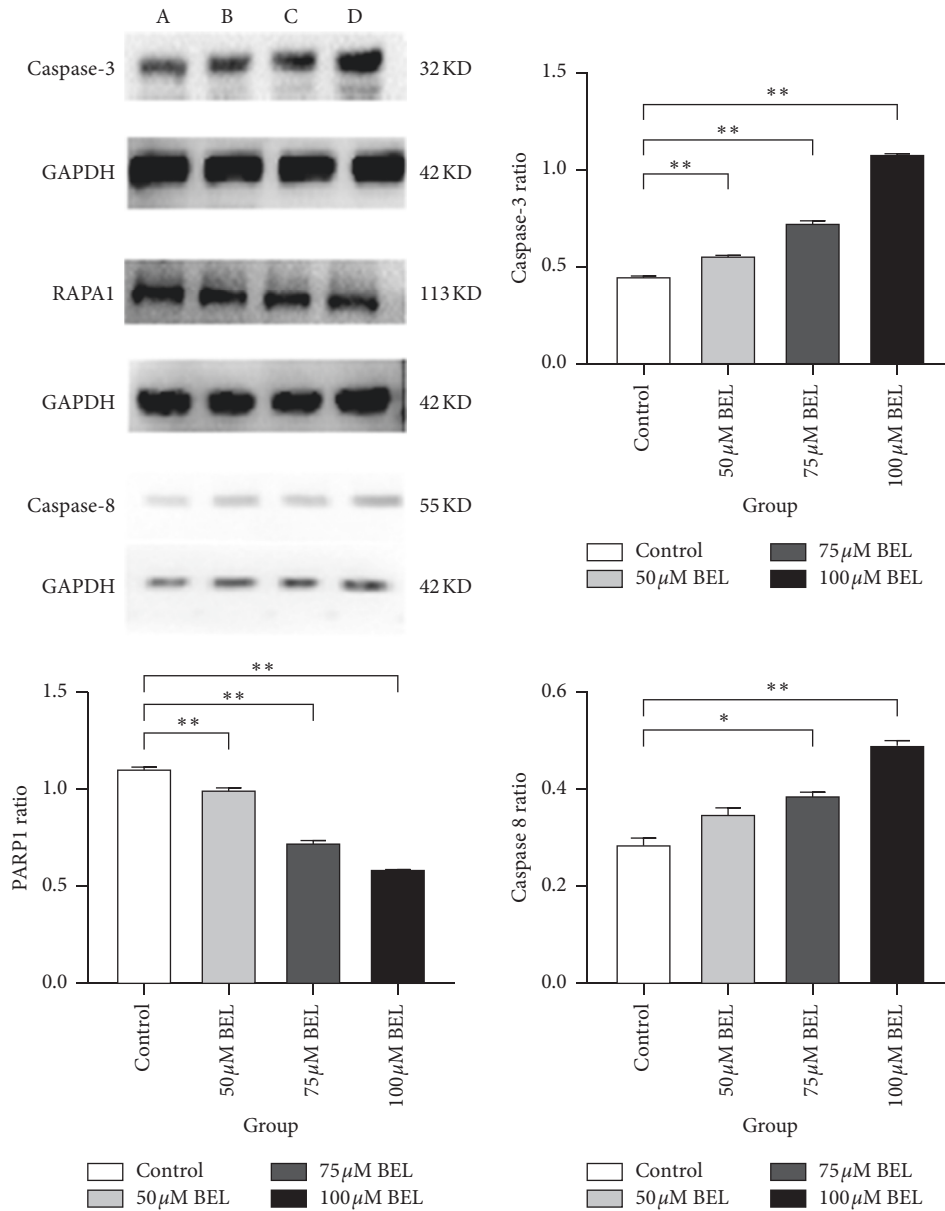 A B C D
Caspase-3 32 KD
GAPDH 42 KD
RAPA1 113 KD
GAPDH 42 KD
Caspase-8 55 KD
GAPDH 42 KD
Caspase-3 ratio
1.5
1.0
0.5
0.0
**
**
**
Control
50 µM BEL
75 µM BEL
100 µM BEL
Group
Control
50 µM BEL
75 µM BEL
100 µM BEL
PARP1 ratio
1.5
1.0
0.5
0.0
**
**
**
Control
50 µM BEL
75 µM BEL
100 µM BEL
Group
Control
50 µM BEL
75 µM BEL
100 µM BEL
Caspase 8 ratio
0.6
0.4
0.2
0.0
**
*
Control
50 µM BEL
75 µM BEL
100 µM BEL
Group
Control
50 µM BEL
75 µM BEL
100 µM BEL